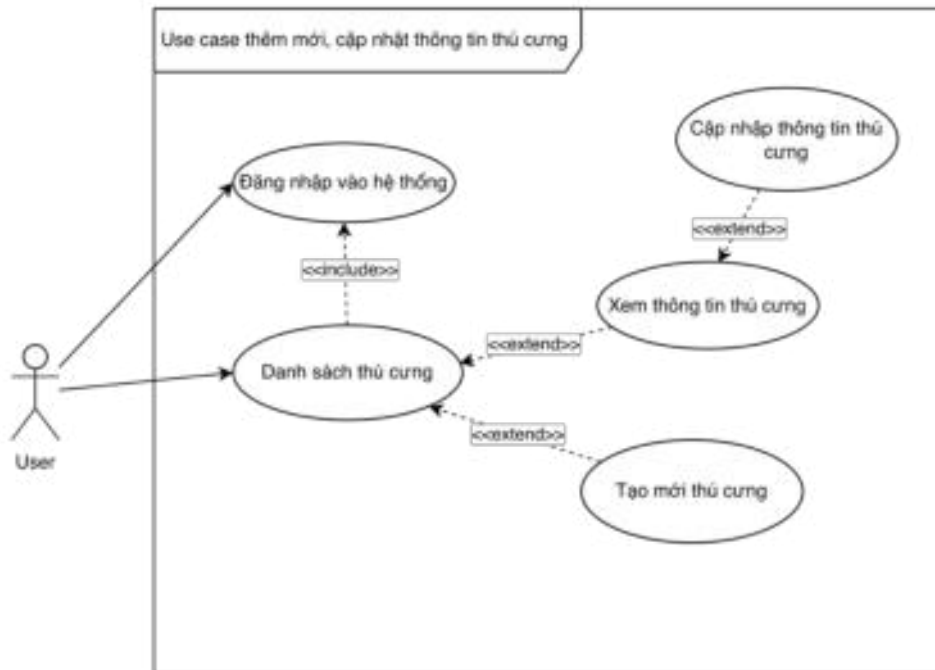 Use case thêm mới, cập nhật thông tin thú cưng
Cập nhập thông tin thú
cưng
Đăng nhập vào hệ thống
<<extend>>
<<include>>
Xem thông tin thú cưng
<<extend>>
Danh sách thú cưng
<<extend>>
User
Tạo mới thú cưng